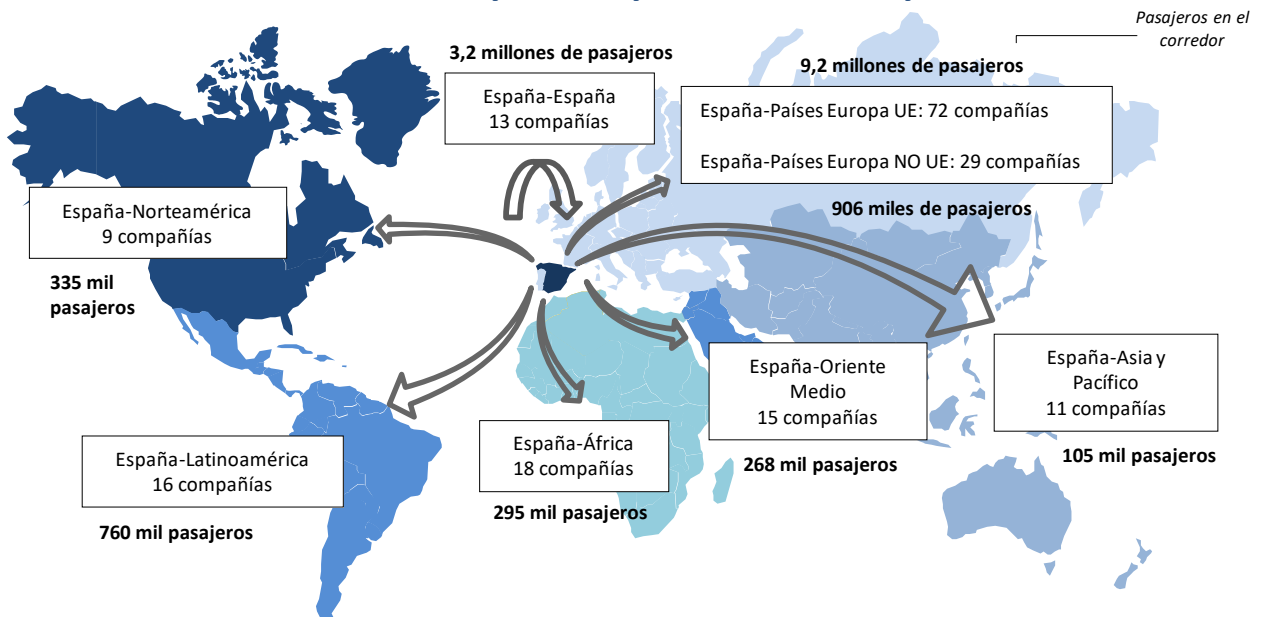 Pasajeros en el
corredor
3,2 millones de pasajeros
España-España
13 compañías
9,2 millones de pasajeros
España-Países Europa UE: 72 compañías
España-Países Europa NO UE: 29 compañías
906 miles de pasajeros
España-Norteamérica
9 compañías
335 mil
pasajeros
España-Oriente
Medio
15 compañías
268 mil pasajeros
España-Asia y
Pacífico
11 compañías
105 mil pasajeros
España-África
18 compañías
295 mil pasajeros
España-Latinoamérica
16 compañías
760 mil pasajeros